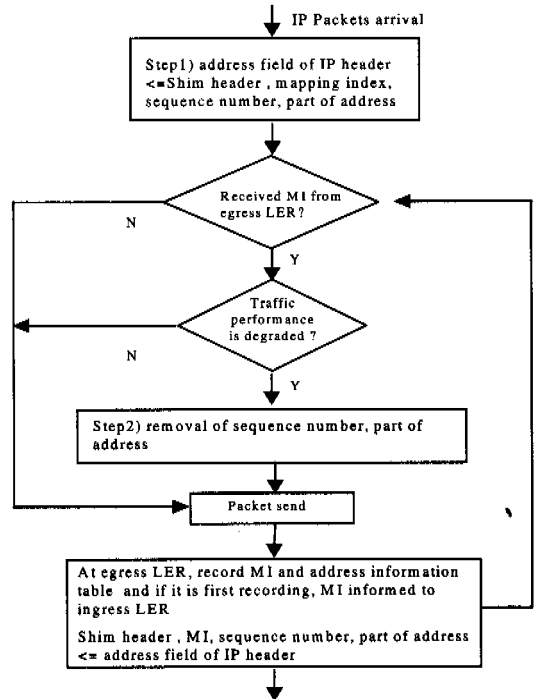 IP Packets arrival
Step1) address field of IP header
<=Shim header , mapping index,
sequence number, part of address
Received MI from
egress LER?
N
Y
Traffic
performance
is degraded ?
N
Y
Step2) removal of sequence number, part of
address
Packet send
At egress LER, record MI and address information
table and if it is first recording, MI informed to
ingress LER
Shim header , MI, sequence number, part of address
<= address field of IP header